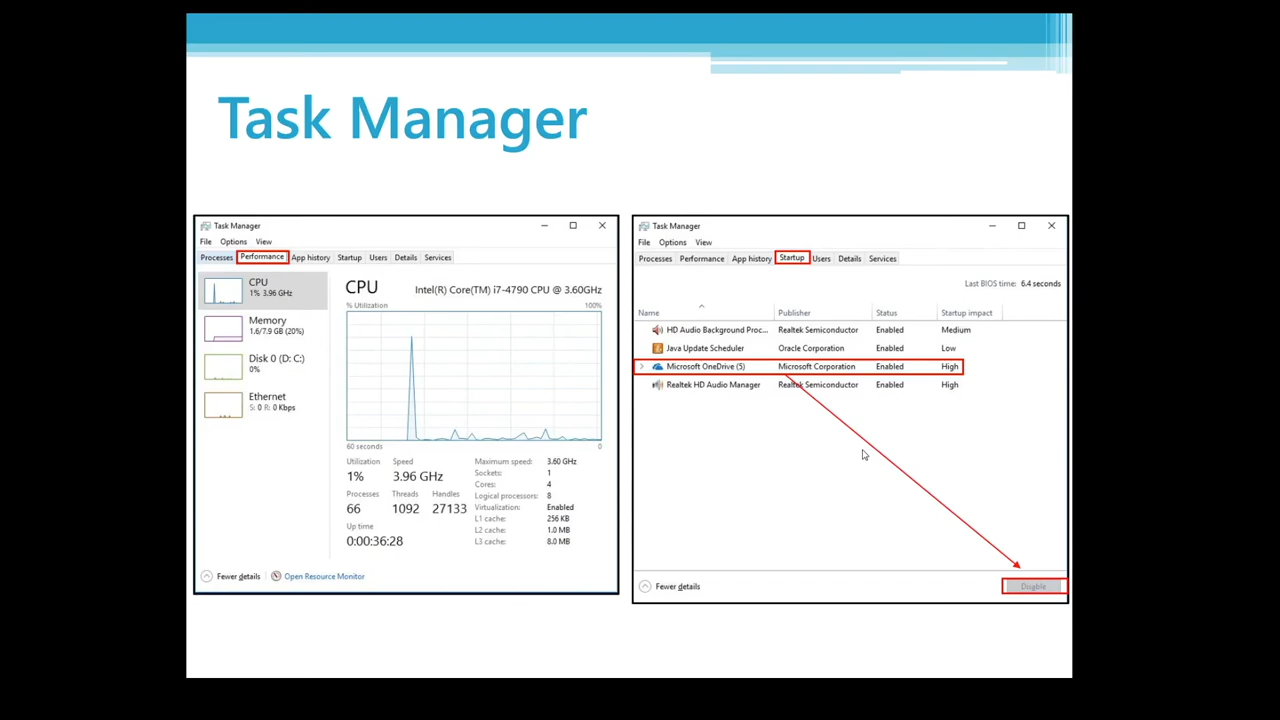 Task Manager
Task Manager
File Options View
Processes Performance App history Startup Users Details Services
CPU
1% 3.96 GHz
Memory
1.6/7.9 GB (20%)
Disk 0 (D: C:)
0%
Ethernet
S: 0 R: 0 Kbps
CPU Intel(R) Core(TM) i7-4790 CPU @ 3.60GHz
% Utilization 100%
60 seconds 0
Utilization Speed
1% 3.96 GHz
Processes Threads Handles
66 1092 27133
Up time
0:00:36:28
Maximum speed: 3.60 GHz
Sockets: 1
Cores: 4
Logical processors: 8
Virtualization: Enabled
L1 cache: 256 KB
L2 cache: 1.0 MB
L3 cache: 8.0 MB
Fewer details Open Resource Monitor
Task Manager
File Options View
Processes Performance App history Startup Users Details Services
Last BIOS time: 6.4 seconds
Name Publisher Status Startup impact
HD Audio Background Proc... Realtek Semiconductor Enabled Medium
Java Update Scheduler Oracle Corporation Enabled Low
Microsoft OneDrive (5) Microsoft Corporation Enabled High
Realtek HD Audio Manager Realtek Semiconductor Enabled High
Fewer details Disable